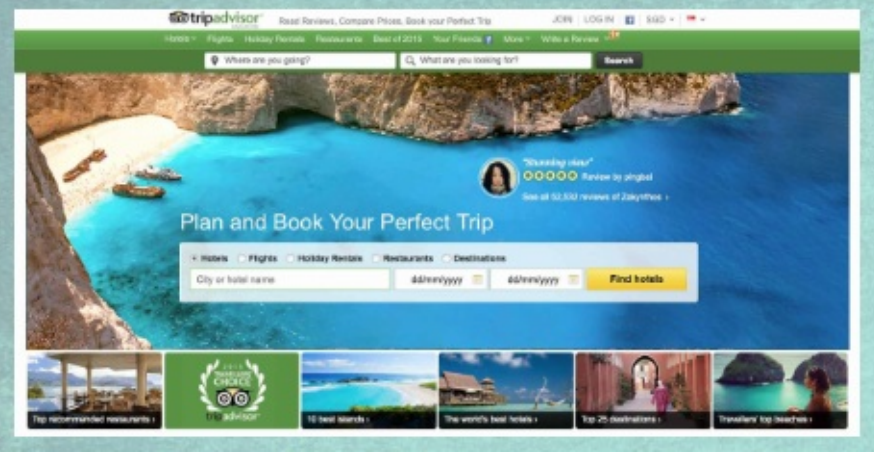 tripadvisor Read Reviews, Compare Prices, Book your Perfect Trip JOIN LOG IN SGD
Hotels Flights Holiday Rentals Restaurants Best of 2015 Your Friends More Write a Review
Where are you going? What are you looking for? Search
"Stunning view"
Review by pingbal
See all 52,532 reviews of Zakynthos ›
Plan and Book Your Perfect Trip
Hotels Flights Holiday Rentals Restaurants Destinations
City or hotel name dd/mm/yyyy dd/mm/yyyy Find hotels
2015
TRAVELLERS'
CHOICE
tripadvisor
Top recommended restaurants › 10 best islands › The world's best hotels › Top 25 destinations › Travellers' top beaches ›